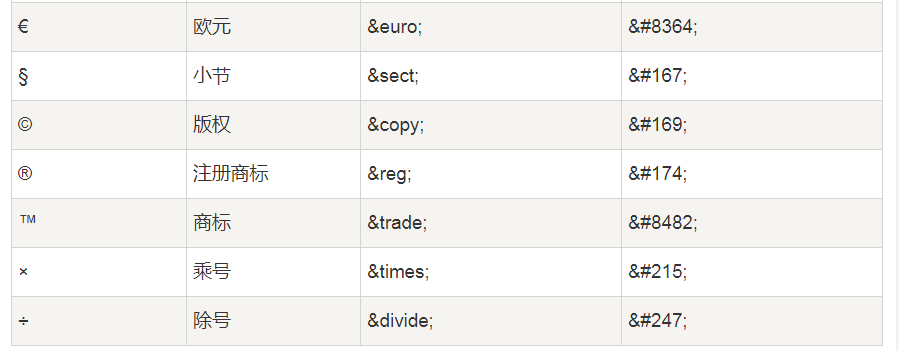 € 欧元 &euro; &#8364;
§ 小节 &sect; &#167;
© 版权 &copy; &#169;
® 注册商标 &reg; &#174;
™ 商标 &trade; &#8482;
× 乘号 &times; &#215;
÷ 除号 &divide; &#247;